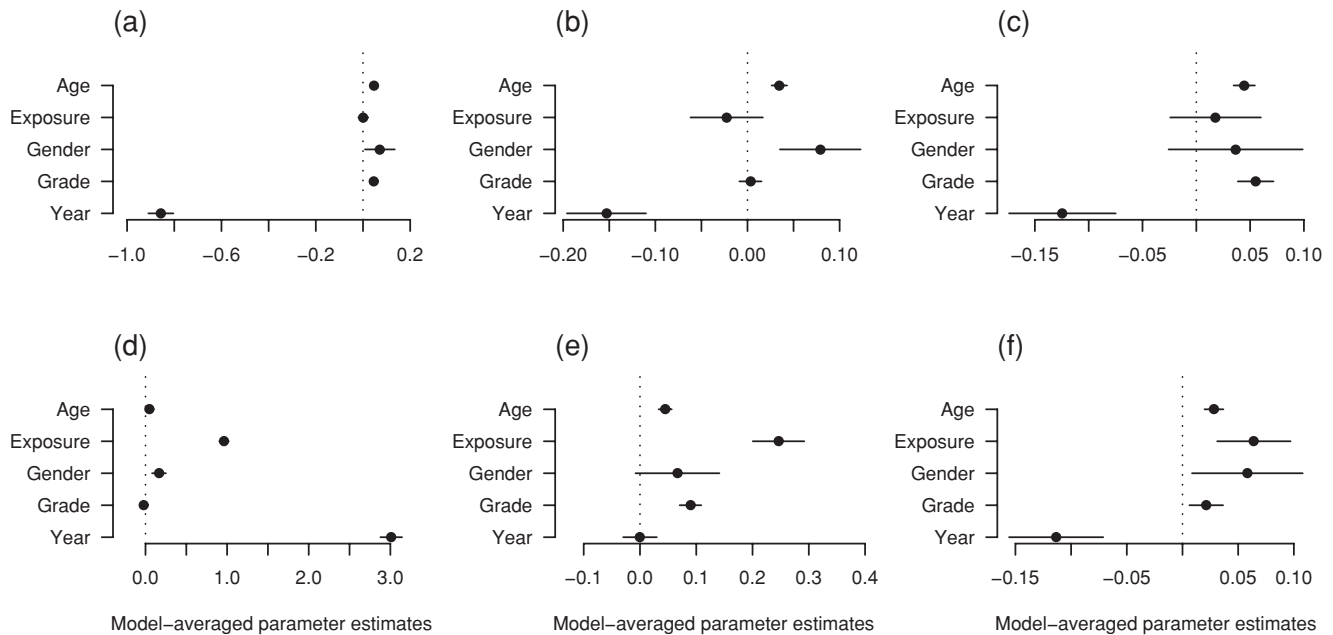 (a)
Age
Exposure
Gender
Grade
Year
−1.0 −0.6 −0.2 0.2
(b)
Age
Exposure
Gender
Grade
Year
−0.20 −0.10 0.00 0.10
(c)
Age
Exposure
Gender
Grade
Year
−0.15 −0.05 0.05 0.10
(d)
Age
Exposure
Gender
Grade
Year
0.0 1.0 2.0 3.0
Model−averaged parameter estimates
(e)
Age
Exposure
Gender
Grade
Year
−0.1 0.0 0.1 0.2 0.3 0.4
Model−averaged parameter estimates
(f)
Age
Exposure
Gender
Grade
Year
−0.15 −0.05 0.05 0.10
Model−averaged parameter estimates